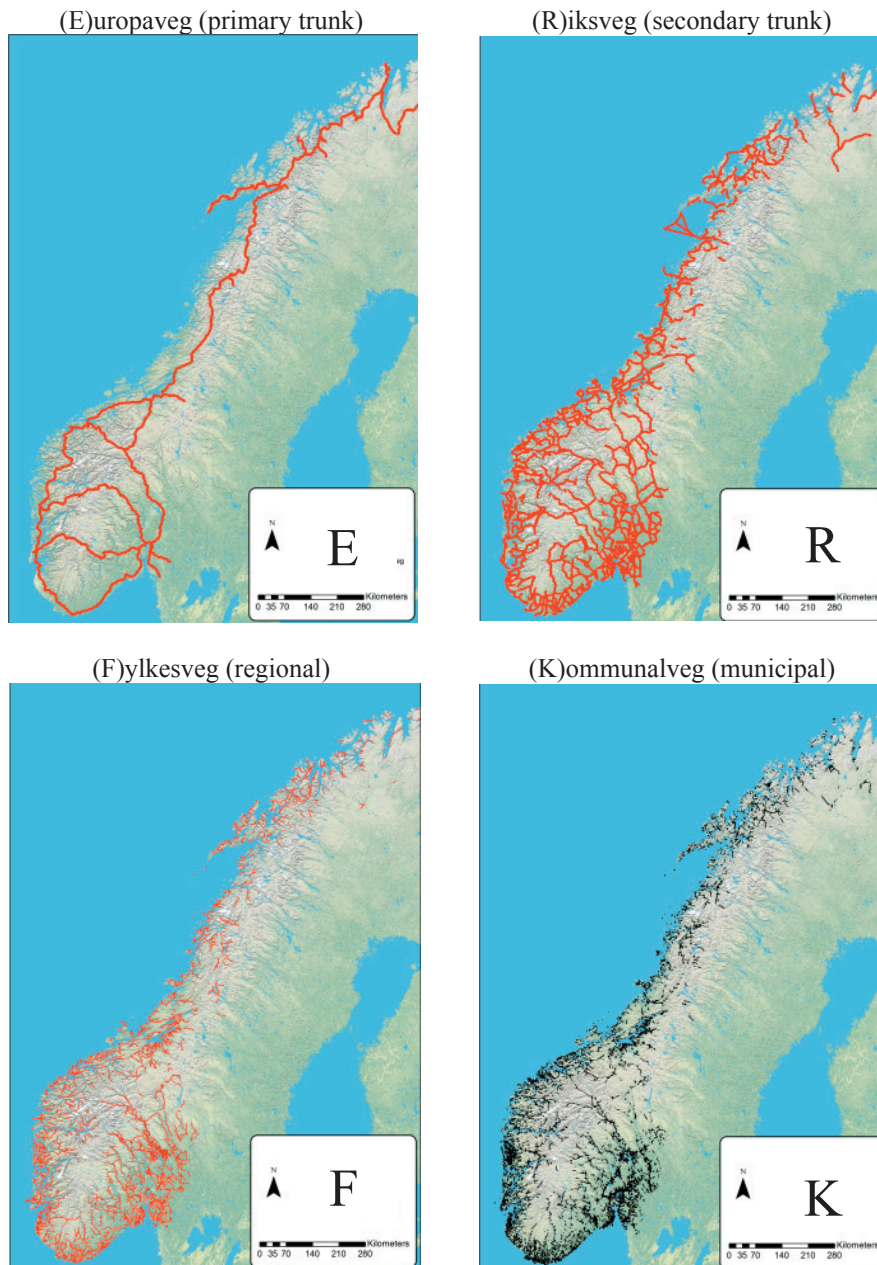 (E)uropaveg (primary trunk)
N
E
ig
Kilometers
0 35 70 140 210 280
(R)iksveg (secondary trunk)
N
R
Kilometers
0 35 70 140 210 280
(F)ylkesveg (regional)
N
F
Kilometers
0 35 70 140 210 280
(K)ommunalveg (municipal)
N
K
Kilometers
0 35 70 140 210 280